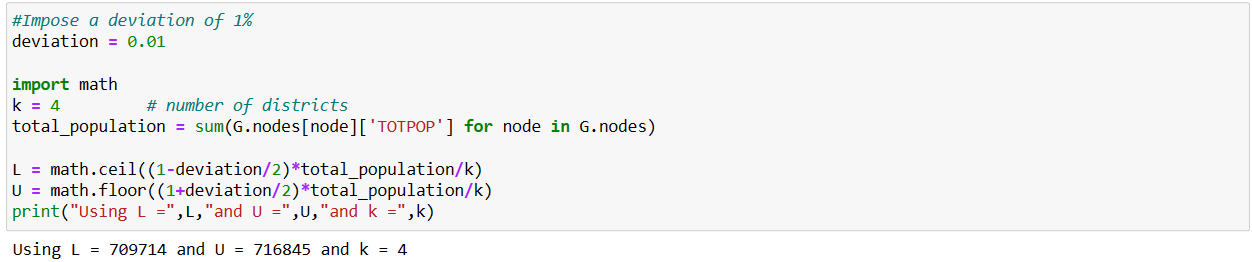 #Impose a deviation of 1%
deviation = 0.01
import math
k = 4          # number of districts
total_population = sum(G.nodes[node]['TOTPOP'] for node in G.nodes)
L = math.ceil((1-deviation/2)*total_population/k)
U = math.floor((1+deviation/2)*total_population/k)
print("Using L =",L,"and U =",U,"and k =",k)
Using L = 709714 and U = 716845 and k = 4